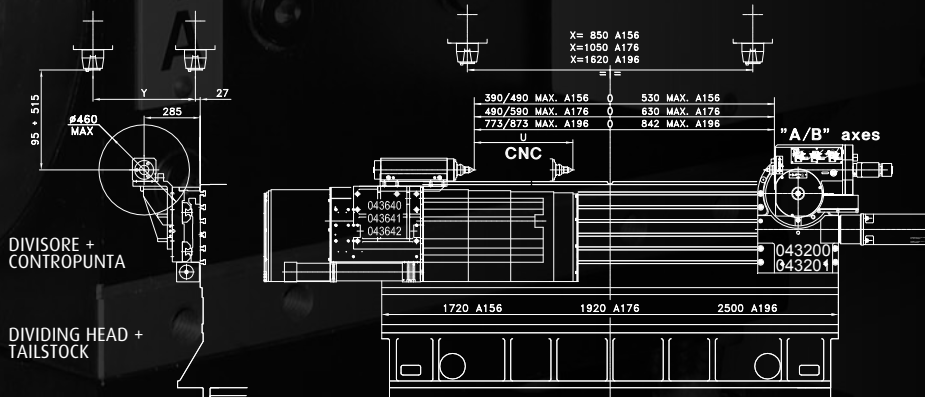 X= 850 A156
X=1050 A176
X=1620 A196
= =
Y
27
285
95 ÷ 515
ø460
MAX
390/490 MAX. A156 0 530 MAX. A156
490/590 MAX. A176 0 630 MAX. A176
773/873 MAX. A196 0 842 MAX. A196
U
CNC
"A/B" axes
A
043640
043641
043642
043200
043201
DIVISORE +
CONTROPUNTA
DIVIDING HEAD +
TAILSTOCK
1720 A156 1920 A176 2500 A196